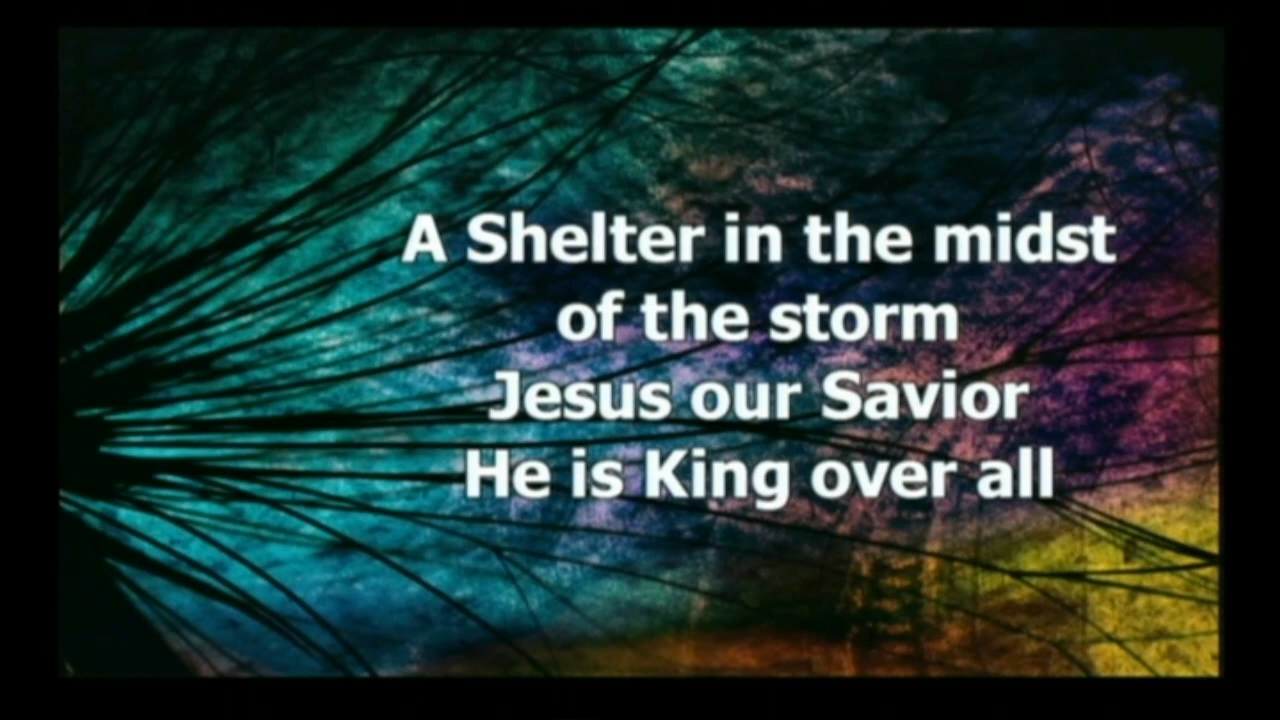 A Shelter in the midst
of the storm
Jesus our Savior
He is King over all